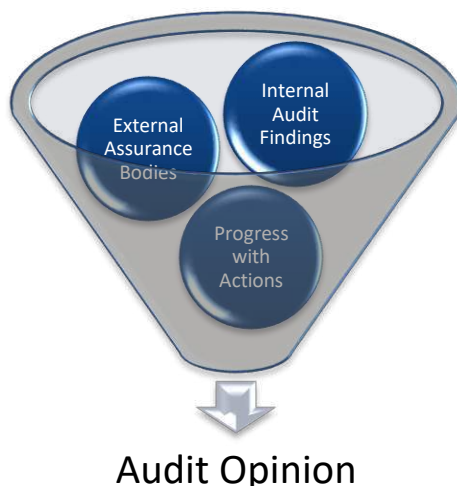 External
Assurance
Bodies
Internal
Audit
Findings
Progress
with
Actions
Audit Opinion